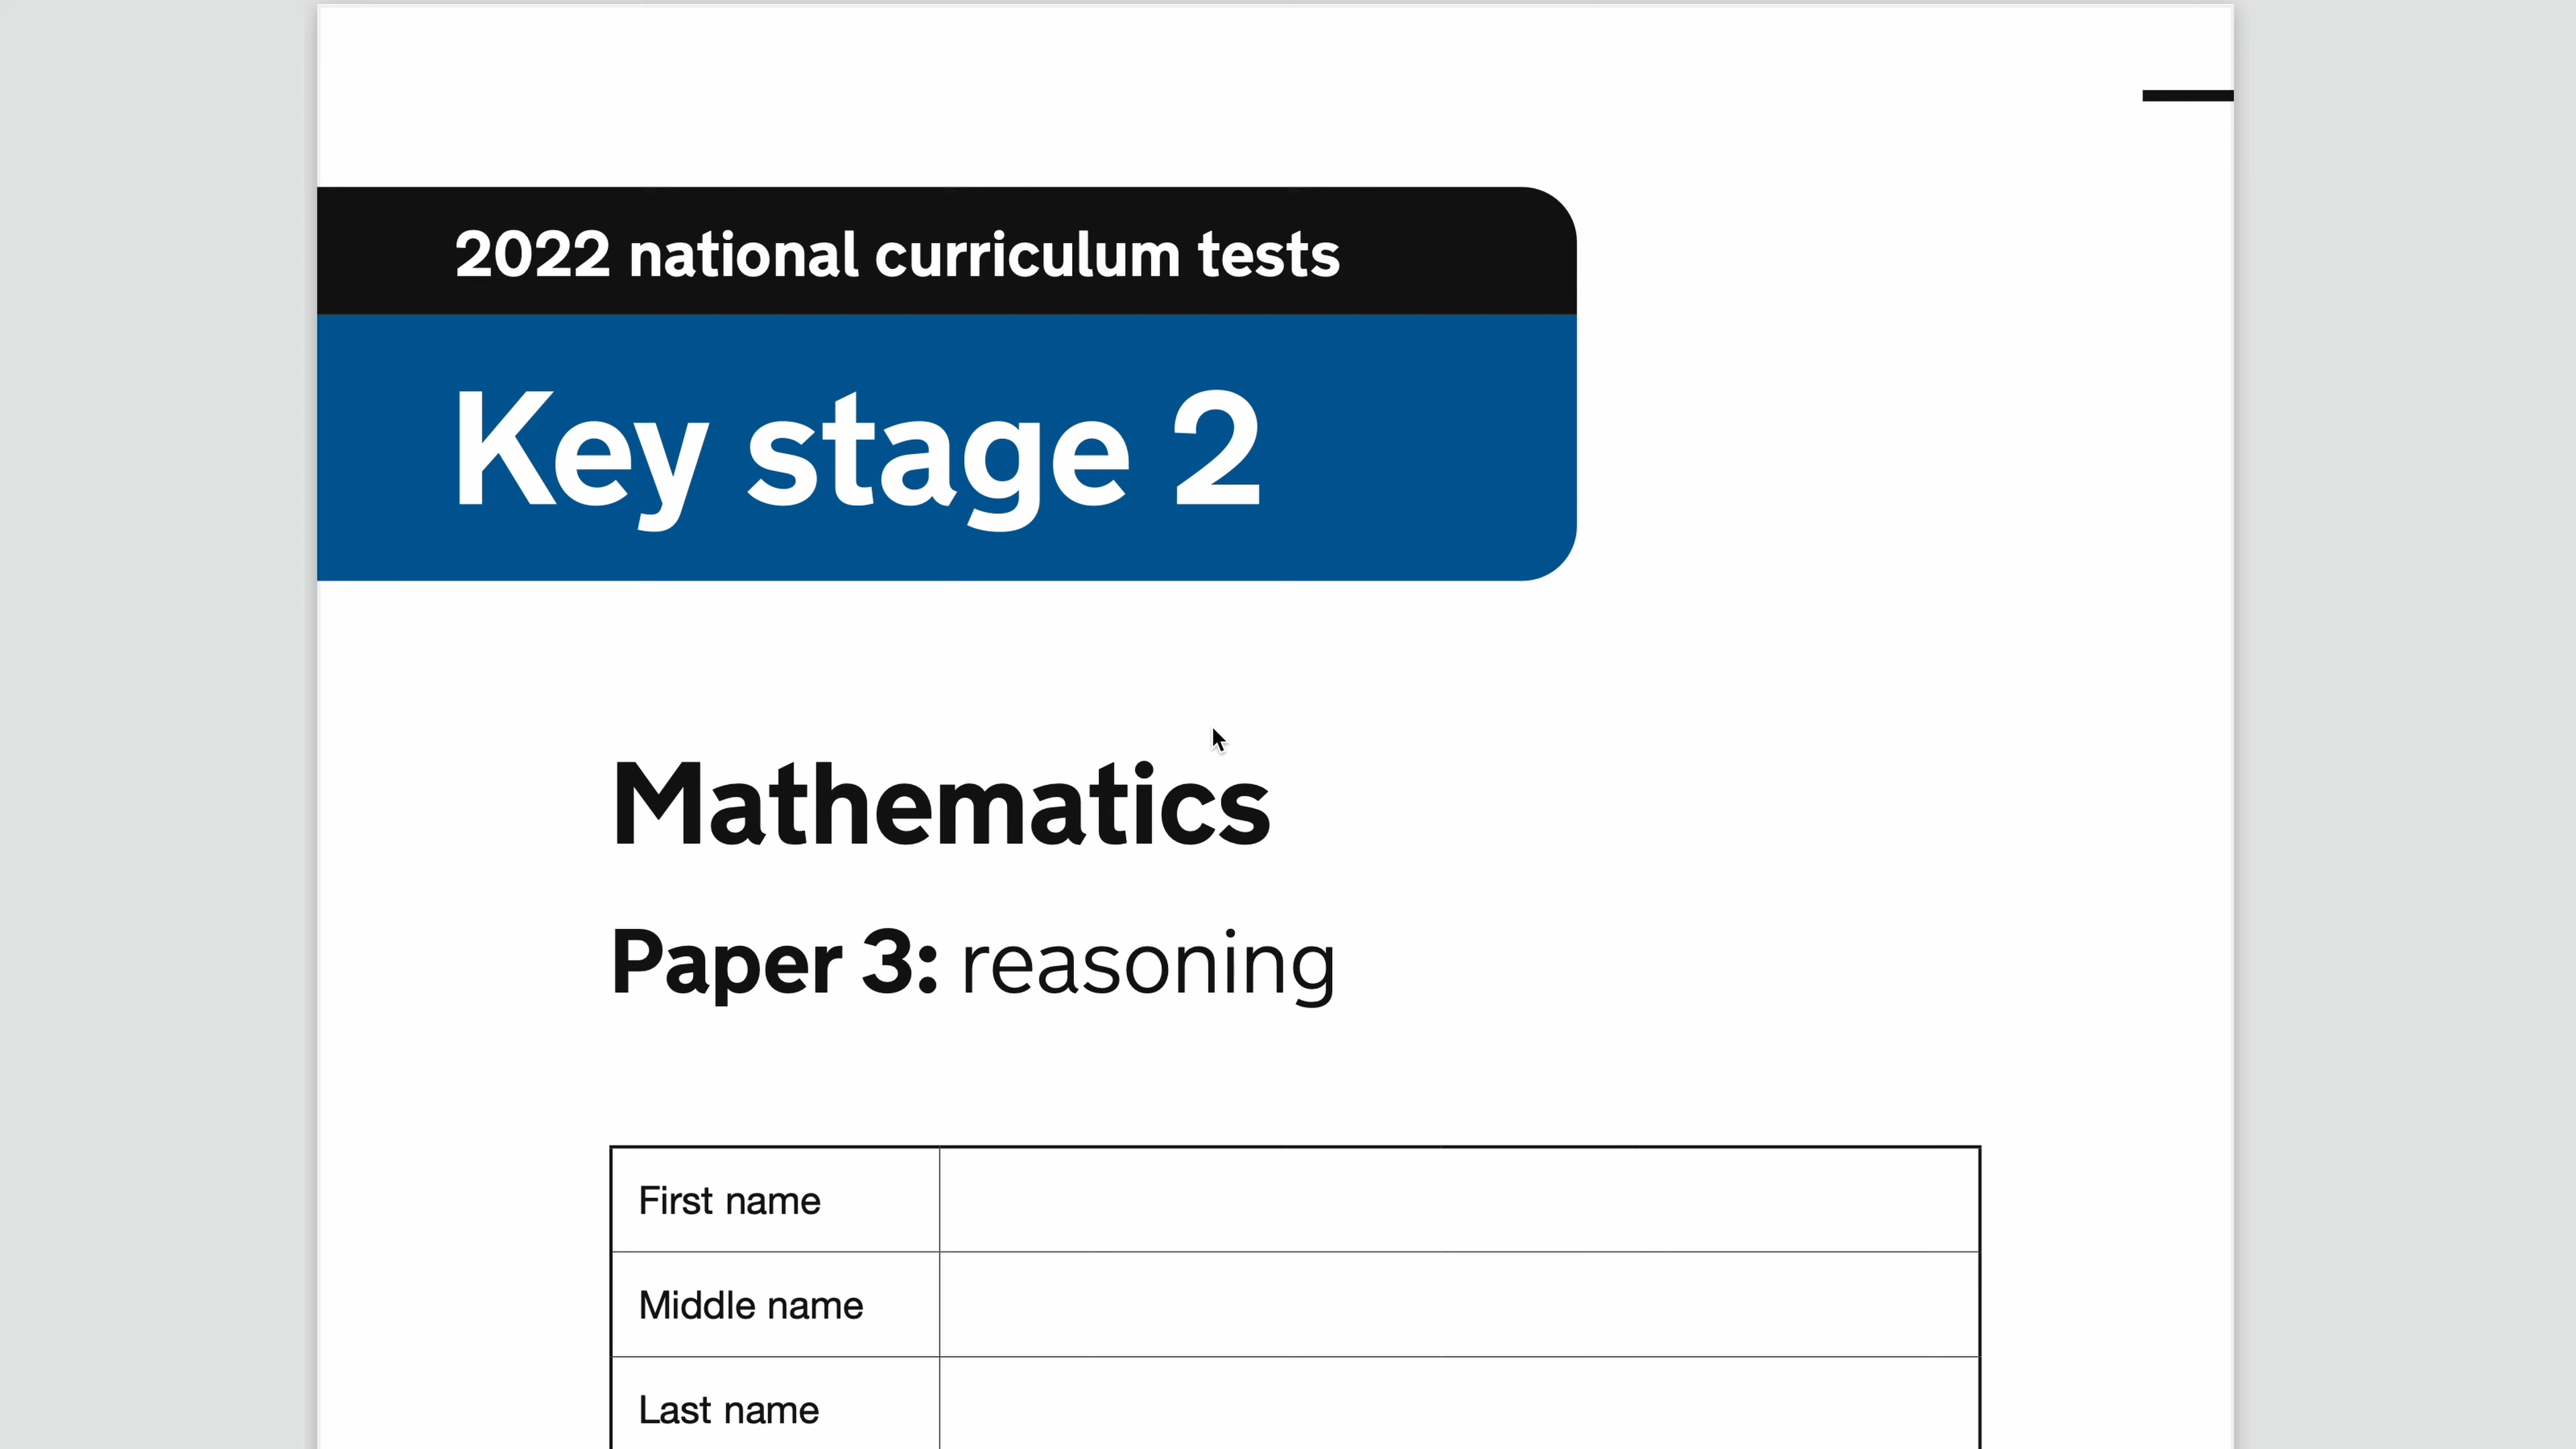 2022 national curriculum tests
Key stage 2
Mathematics
Paper 3: reasoning
First name
Middle name
Last name